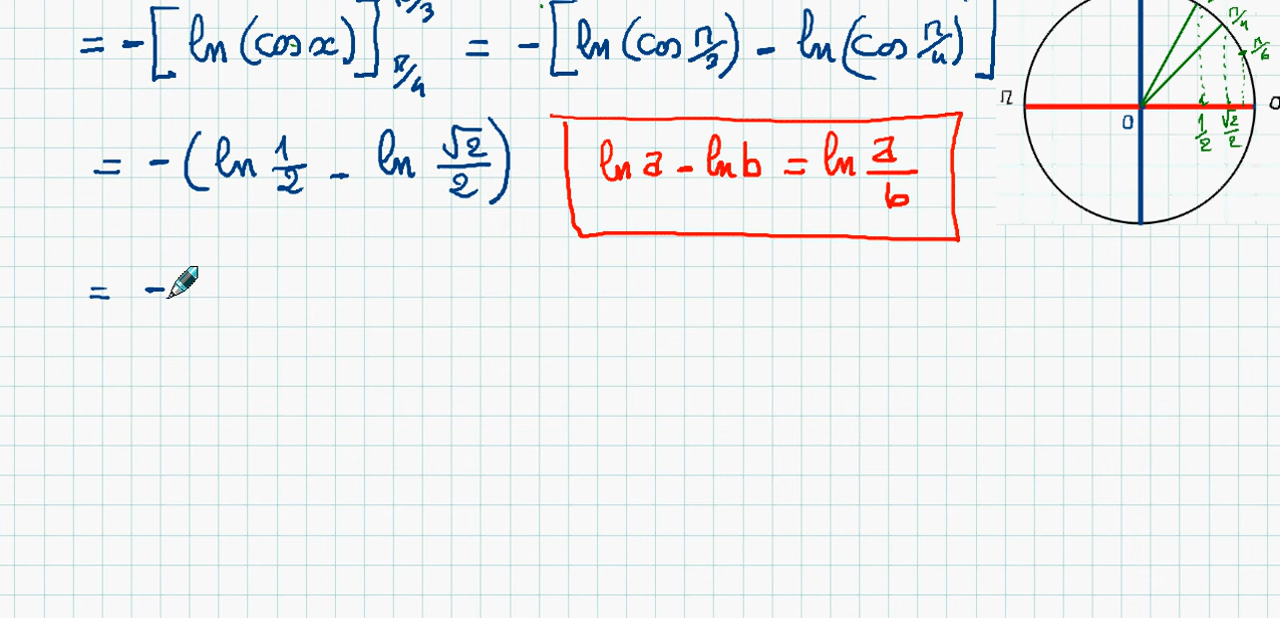 = -[ln(cos x)]π/3 π/4 = -[ln(cos π/3) - ln(cos π/4)]
= -(ln 1/2 - ln √2/2)
ln a - ln b = ln a/b
= -
π/4
π/6
π
0
0
1/2
√2/2